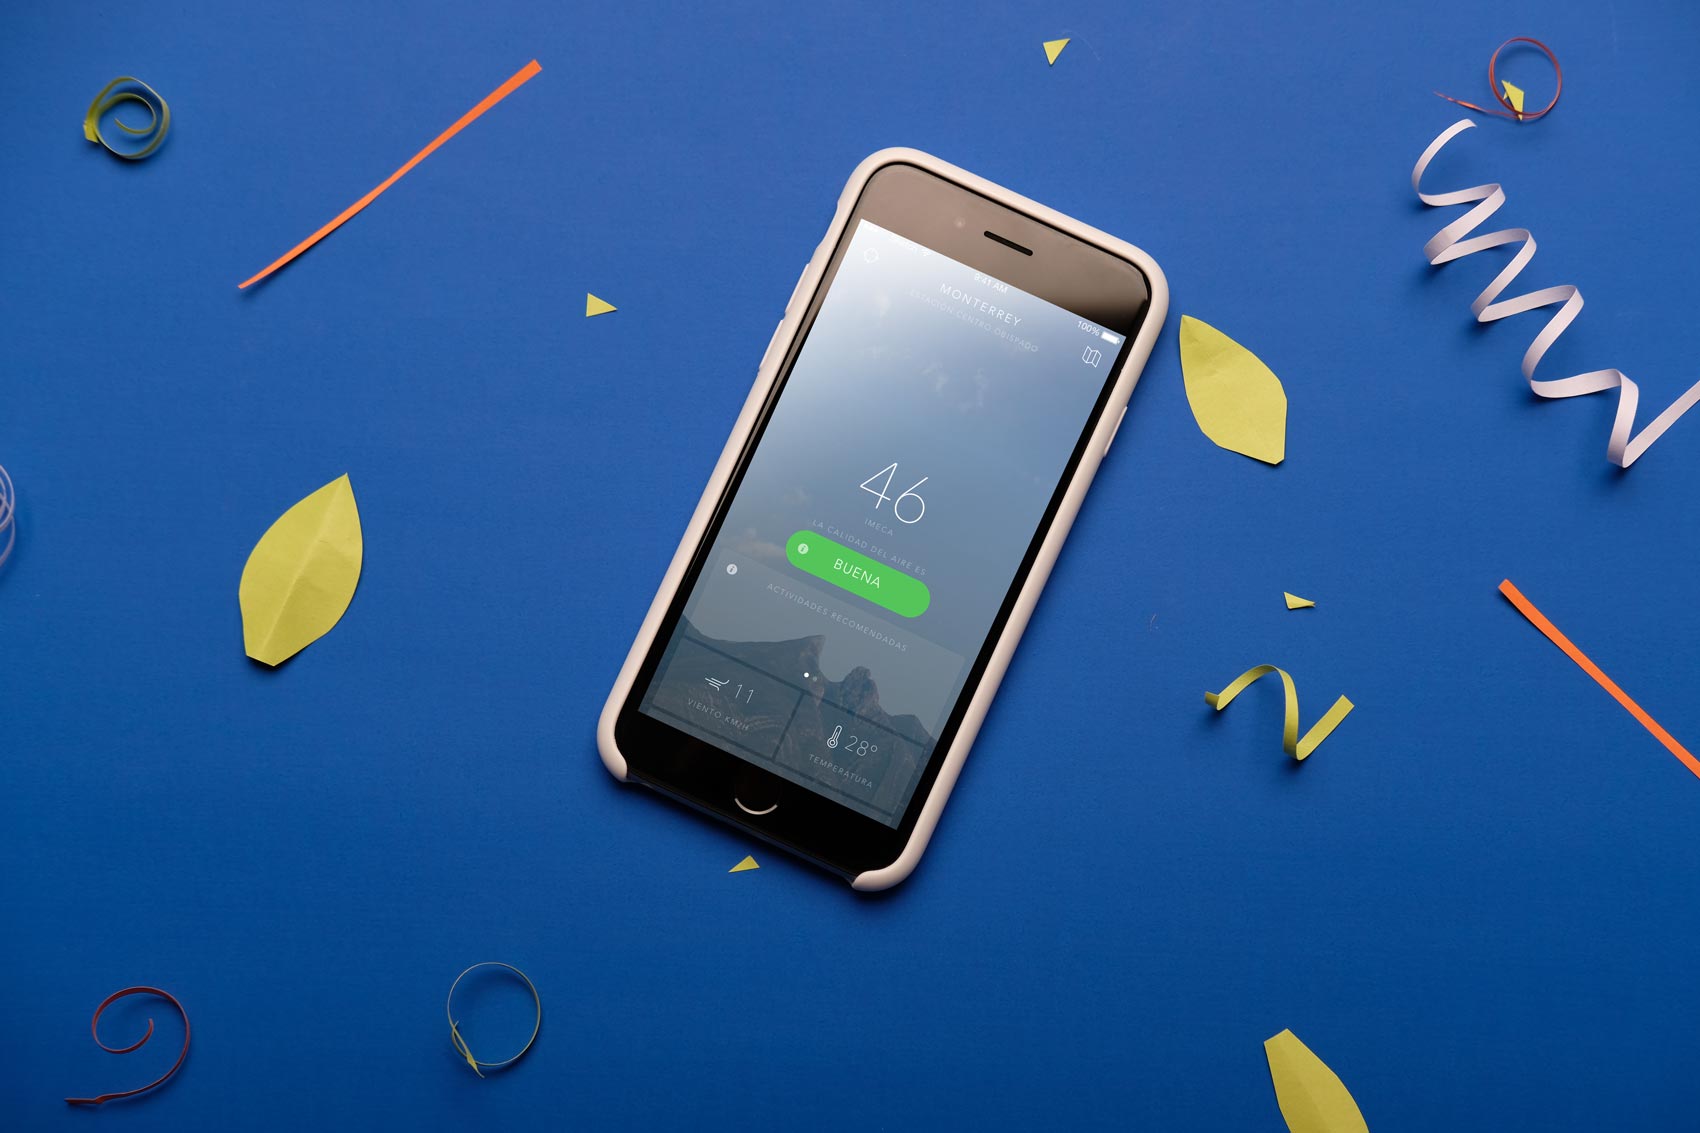 9:41 AM
100%
MONTERREY
ESTACIÓN CENTRO OBISPADO
46
IMECA
LA CALIDAD DEL AIRE ES
BUENA
ACTIVIDADES RECOMENDADAS
11
VIENTO KM/H
28°
TEMPERATURA